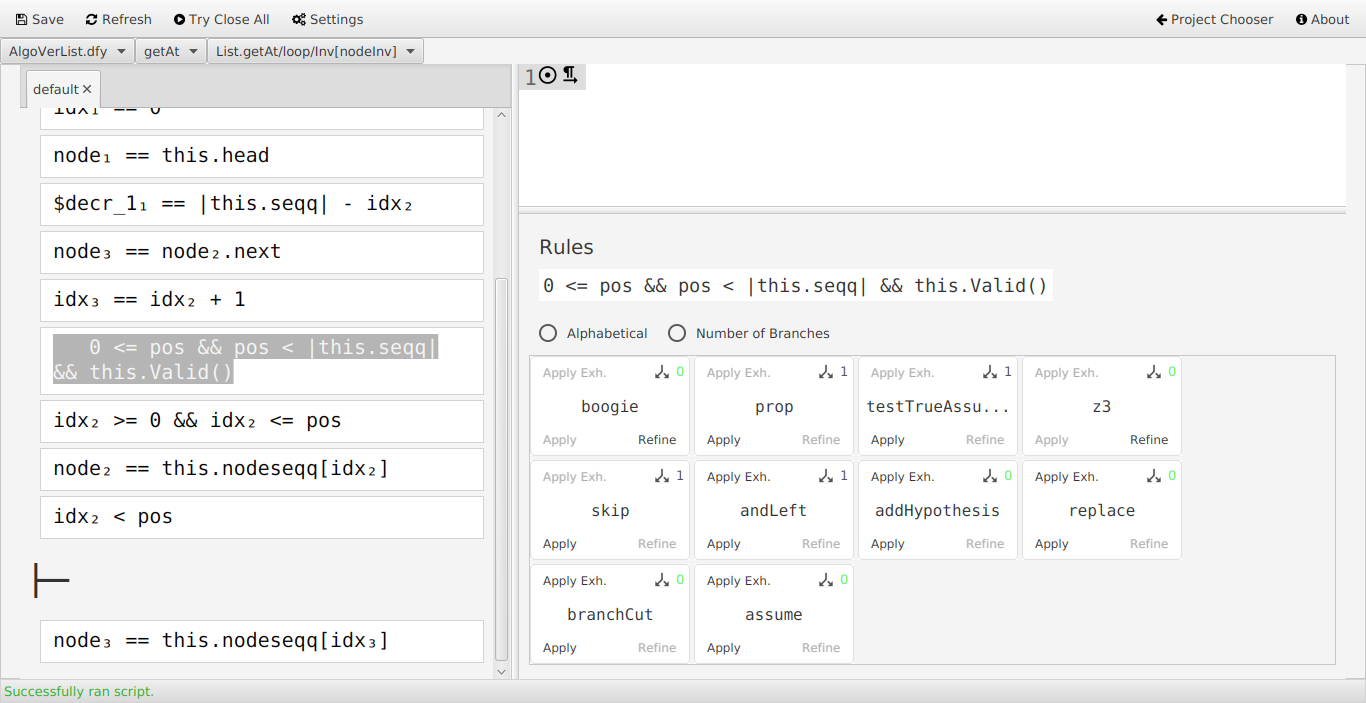 Save Refresh Try Close All Settings Project Chooser About
AlgoVerList.dfy getAt List.getAt/loop/Inv[nodeInv]
default
idx₁ == 0
node₁ == this.head
$decr_1₁ == |this.seqq| - idx₂
node₃ == node₂.next
idx₃ == idx₂ + 1
0 <= pos && pos < |this.seqq|
&& this.Valid()
idx₂ >= 0 && idx₂ <= pos
node₂ == this.nodeseqq[idx₂]
idx₂ < pos
node₃ == this.nodeseqq[idx₃]
1
Rules
0 <= pos && pos < |this.seqq| && this.Valid()
Alphabetical Number of Branches
Apply Exh. 0 Apply Exh. 1 Apply Exh. 1 Apply Exh. 0
boogie prop testTrueAssu... z3
Apply Refine Apply Refine Apply Refine Apply Refine
Apply Exh. 1 Apply Exh. 1 Apply Exh. 0 Apply Exh. 0
skip andLeft addHypothesis replace
Apply Refine Apply Refine Apply Refine Apply Refine
Apply Exh. 0 Apply Exh. 0
branchCut assume
Apply Refine Apply Refine
Successfully ran script.